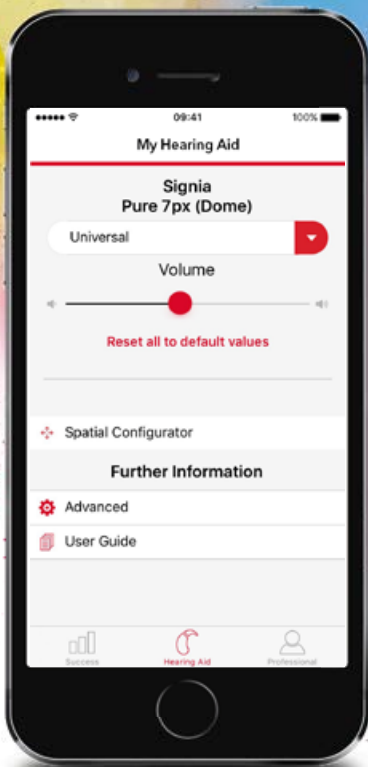 09:41
100%
My Hearing Aid
Signia
Pure 7px (Dome)
Universal
Volume
Reset all to default values
Spatial Configurator
Further Information
Advanced
User Guide
Success
Hearing Aid
Professional